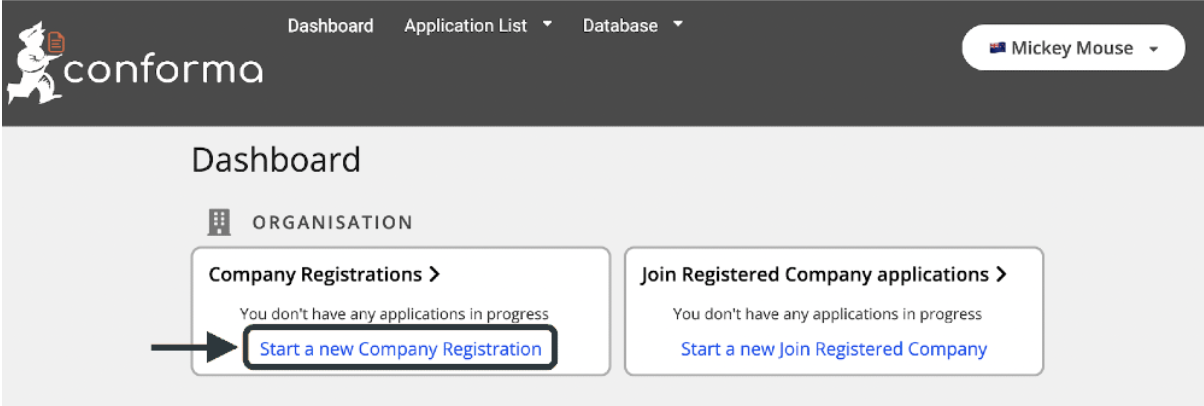 Dashboard Application List Database
Mickey Mouse
conforma
Dashboard
ORGANISATION
Company Registrations
You don't have any applications in progress
Start a new Company Registration
Join Registered Company applications
You don't have any applications in progress
Start a new Join Registered Company